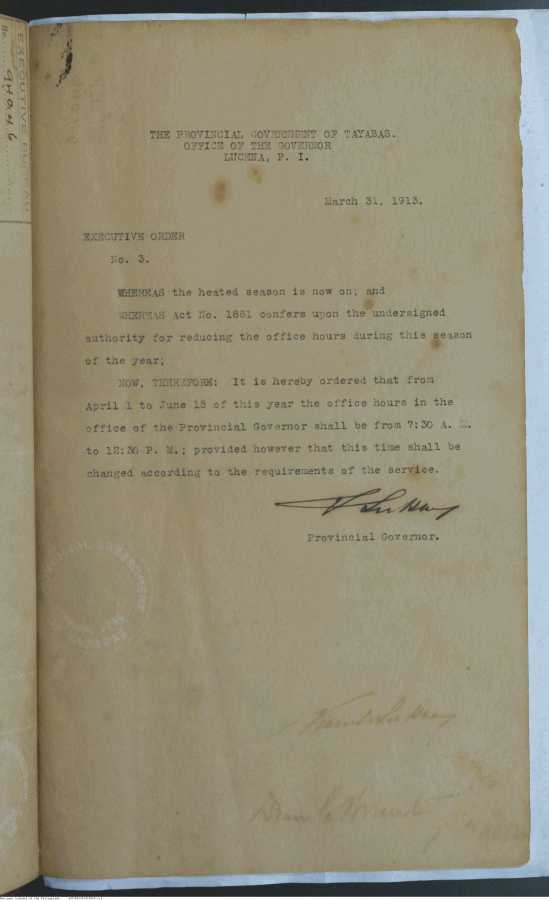 THE PROVINCIAL GOVERNMENT OF TAYABAS.
OFFICE OF THE GOVERNOR
LUCENA, P. I.
March 31, 1913.
EXECUTIVE ORDER
No. 3.
WHEREAS the heated season is now on; and
WHEREAS Act No. 1881 confers upon the undersigned
authority for reducing the office hours during this season
of the year;
NOW, THEREFORE: It is hereby ordered that from
April 1 to June 15 of this year the office hours in the
office of the Provincial Governor shall be from 7:30 A. M.
to 12:30 P. M.; provided however that this time shall be
changed according to the requirements of the service.
Provincial Governor.